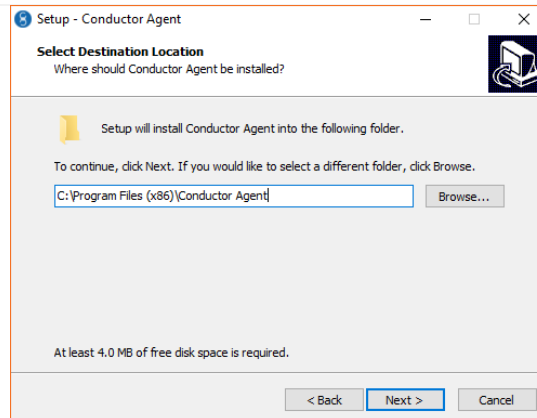 Setup - Conductor Agent
Select Destination Location
Where should Conductor Agent be installed?
Setup will install Conductor Agent into the following folder.
To continue, click Next. If you would like to select a different folder, click Browse.
C:\Program Files (x86)\Conductor Agent
Browse...
At least 4.0 MB of free disk space is required.
< Back
Next >
Cancel